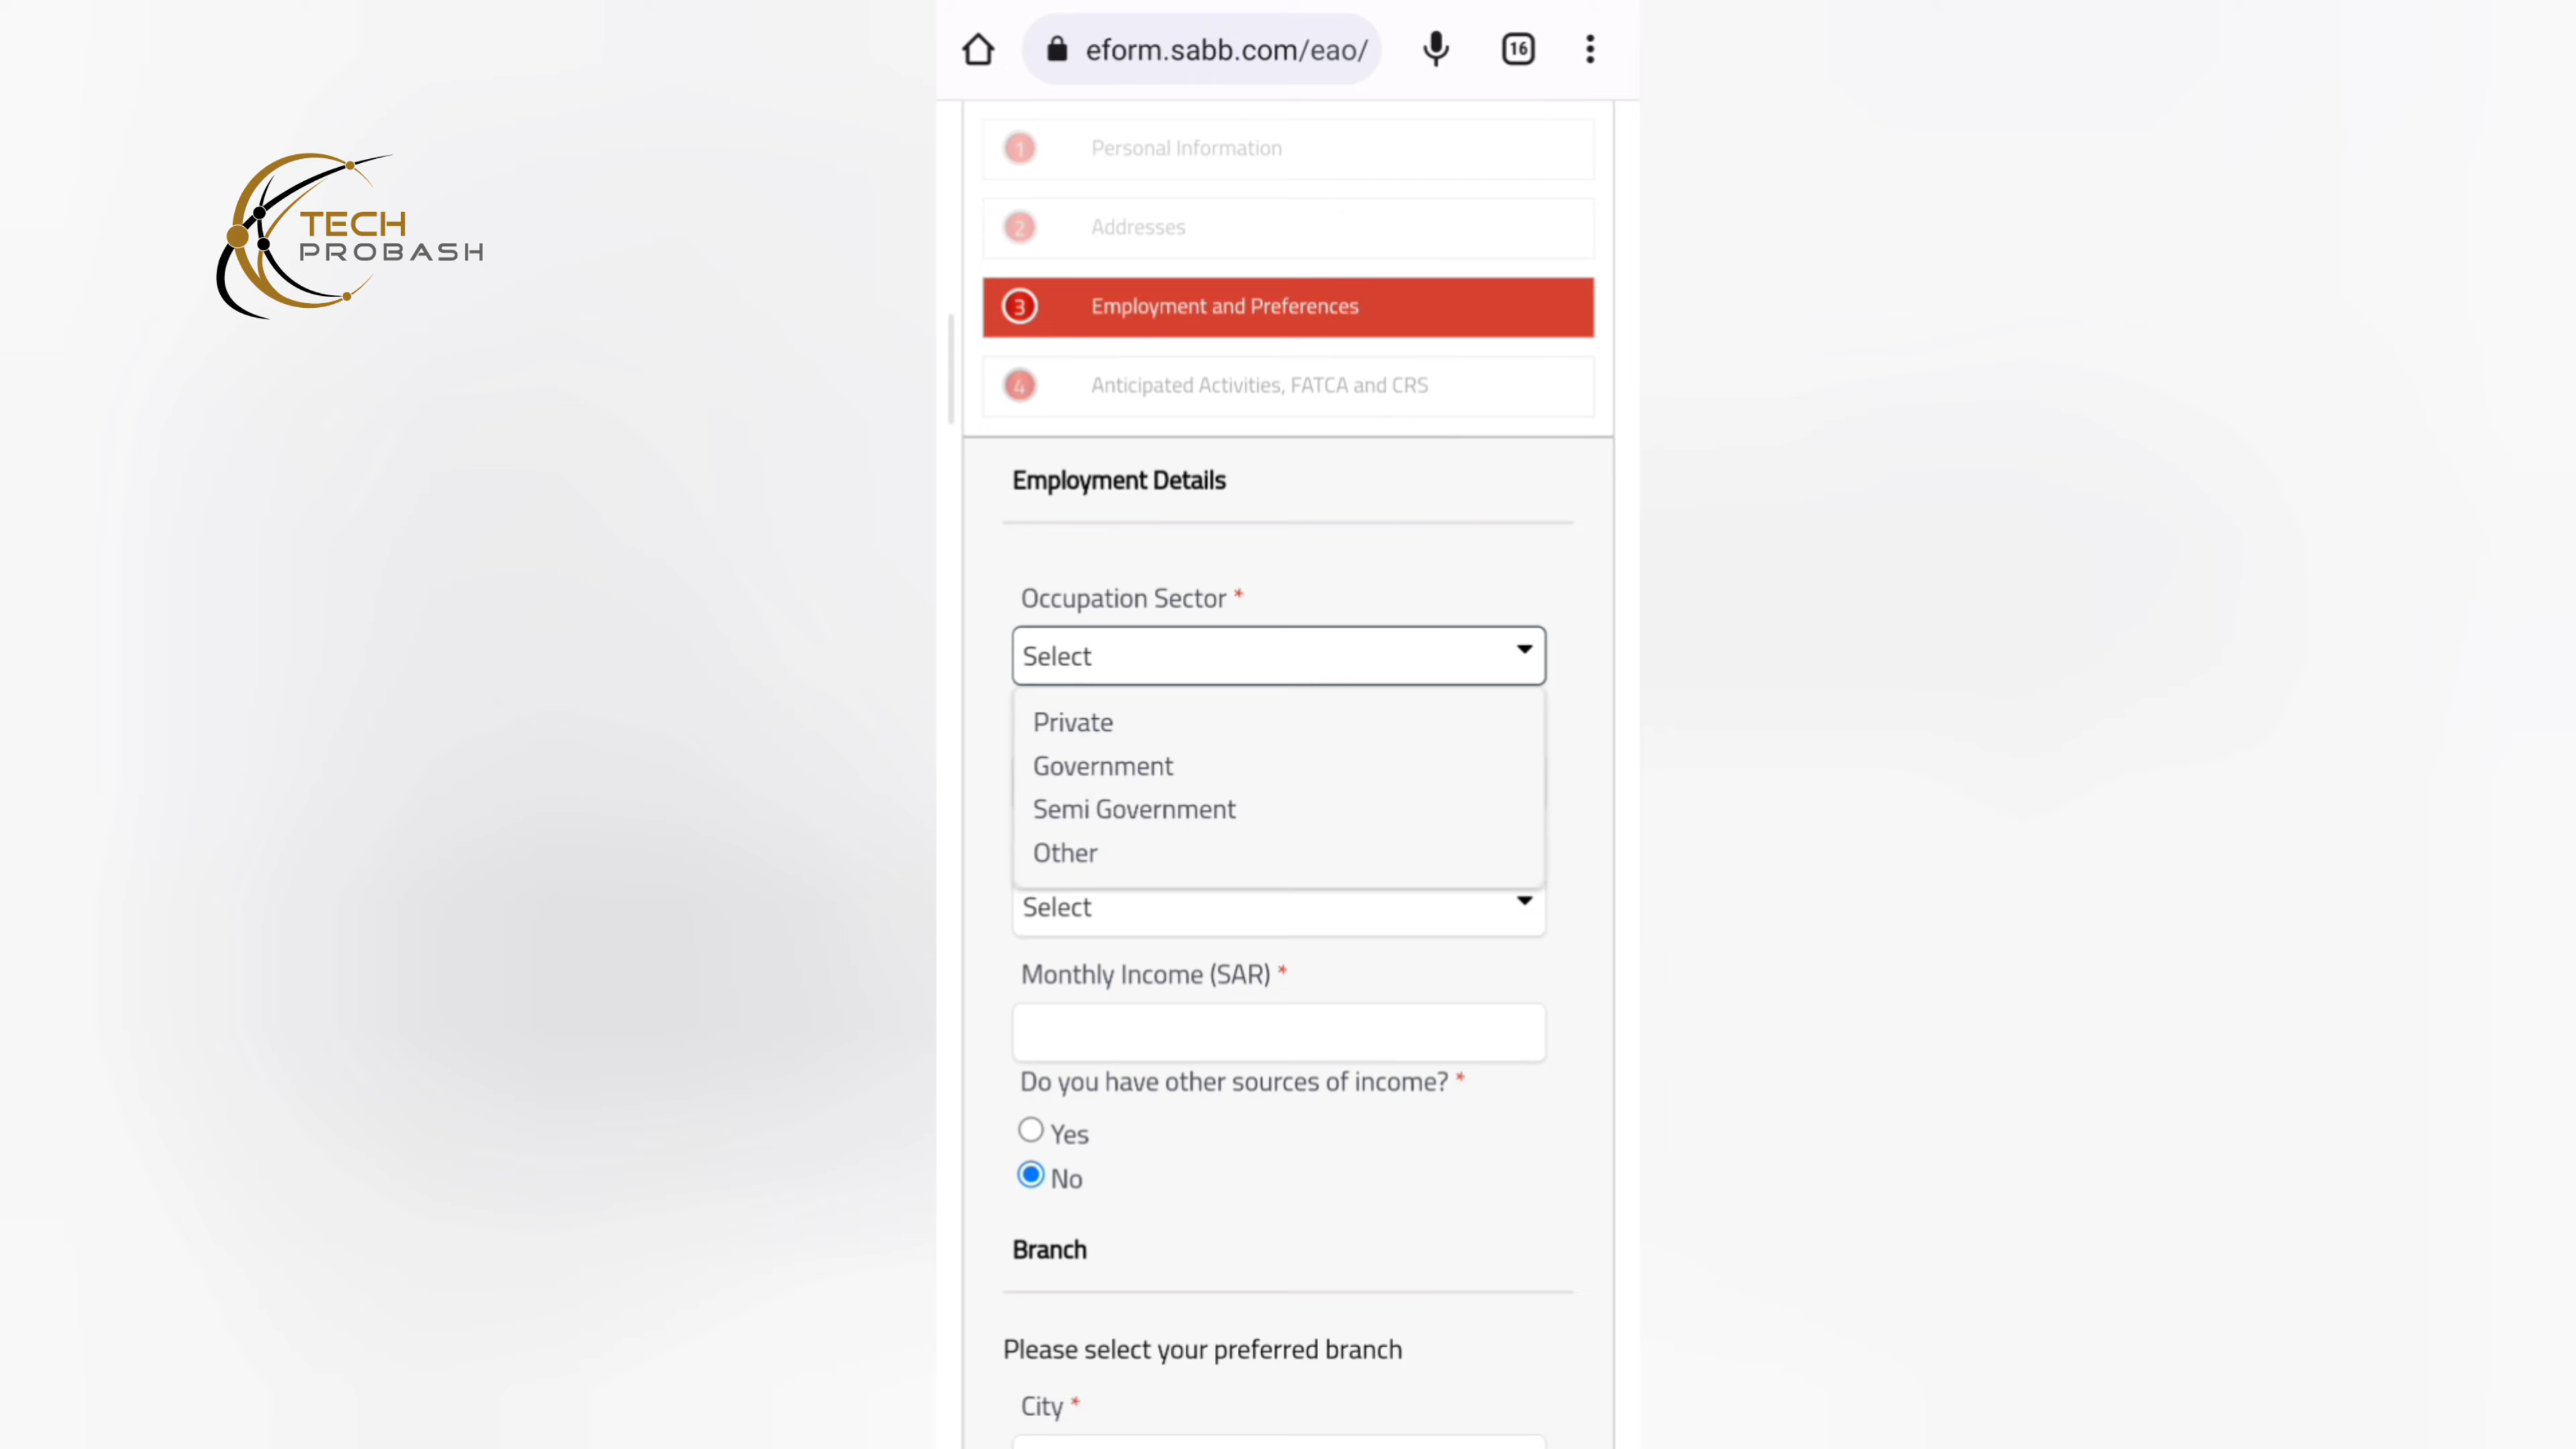 eform.sabb.com/eao/
16
TECH
PROBASH
1 Personal Information
2 Addresses
3 Employment and Preferences
4 Anticipated Activities, FATCA and CRS
Employment Details
Occupation Sector *
Select
Private
Government
Semi Government
Other
Select
Monthly Income (SAR) *
Do you have other sources of income? *
Yes
No
Branch
Please select your preferred branch
City *